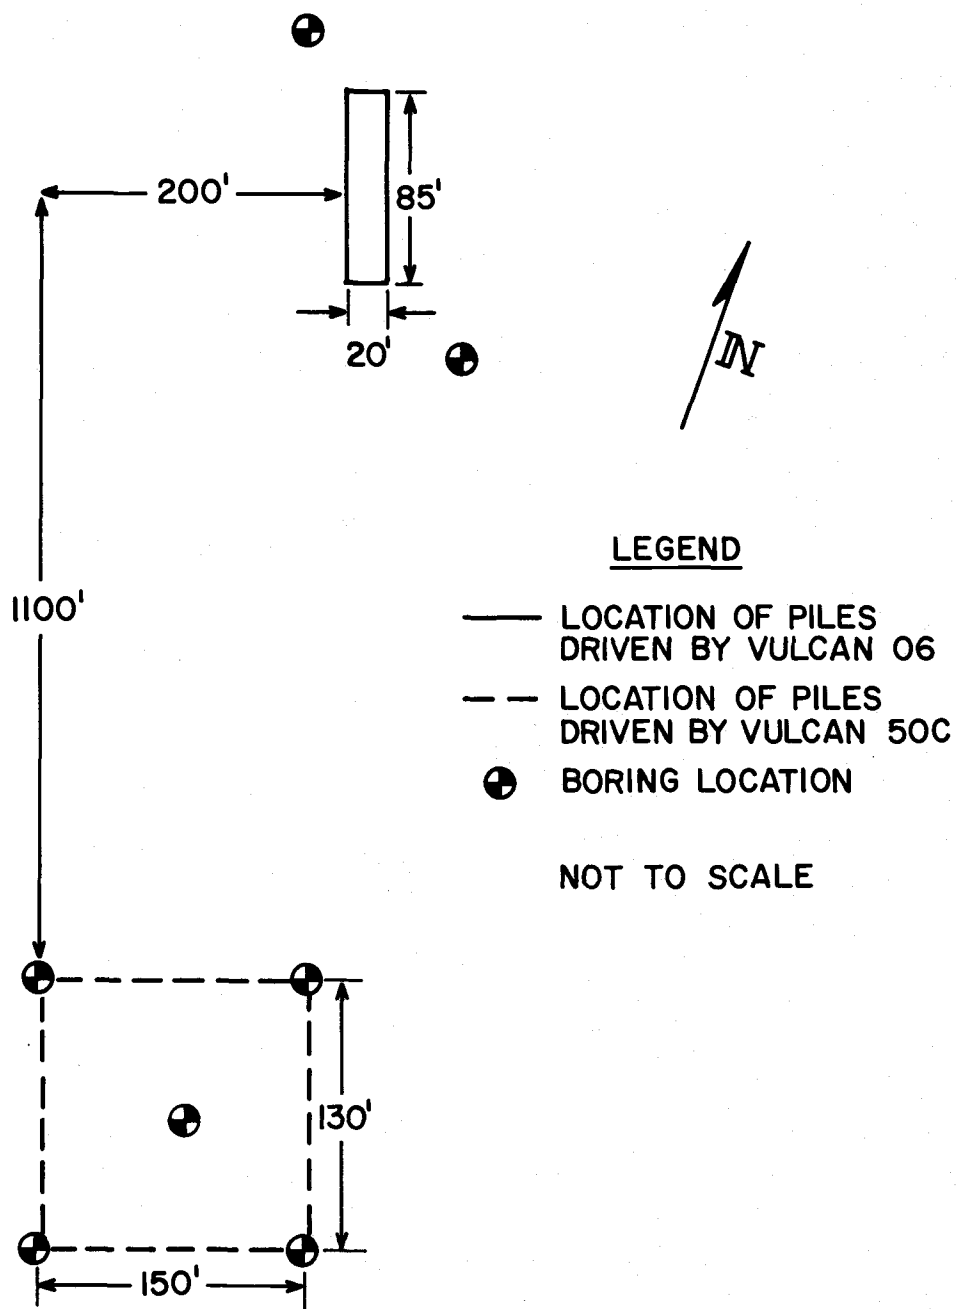 200'
85'
20'
N
1100'
LEGEND
LOCATION OF PILES
DRIVEN BY VULCAN 06
LOCATION OF PILES
DRIVEN BY VULCAN 50C
BORING LOCATION
NOT TO SCALE
130'
150'